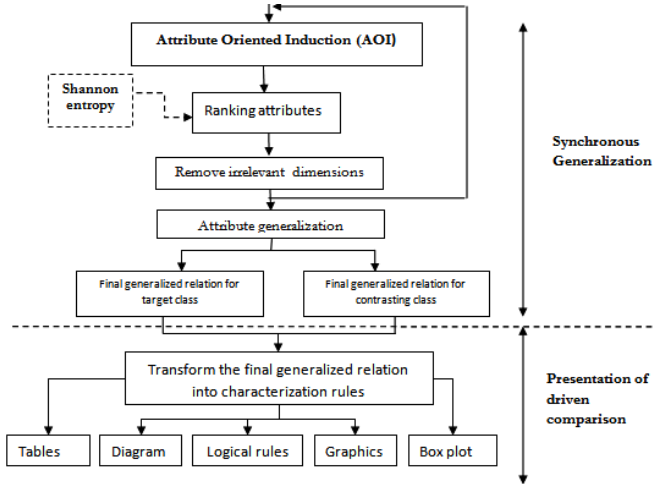 Attribute Oriented Induction (AOI)
Shannon
entropy
Ranking attributes
Remove irrelevant dimensions
Attribute generalization
Synchronous
Generalization
Final generalized relation for
target class
Final generalized relation for
contrasting class
Transform the final generalized relation
into characterization rules
Presentation of
driven
comparison
Tables
Diagram
Logical rules
Graphics
Box plot